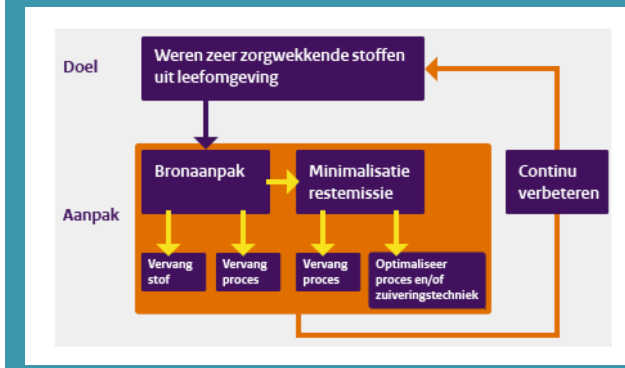 Doel
Weren zeer zorgwekkende stoffen
uit leefomgeving
Aanpak
Bronaanpak
Minimalisatie
restemissie
Continu
verbeteren
Vervang
stof
Vervang
proces
Vervang
proces
Optimaliseer
proces en/of
zuiveringstechniek